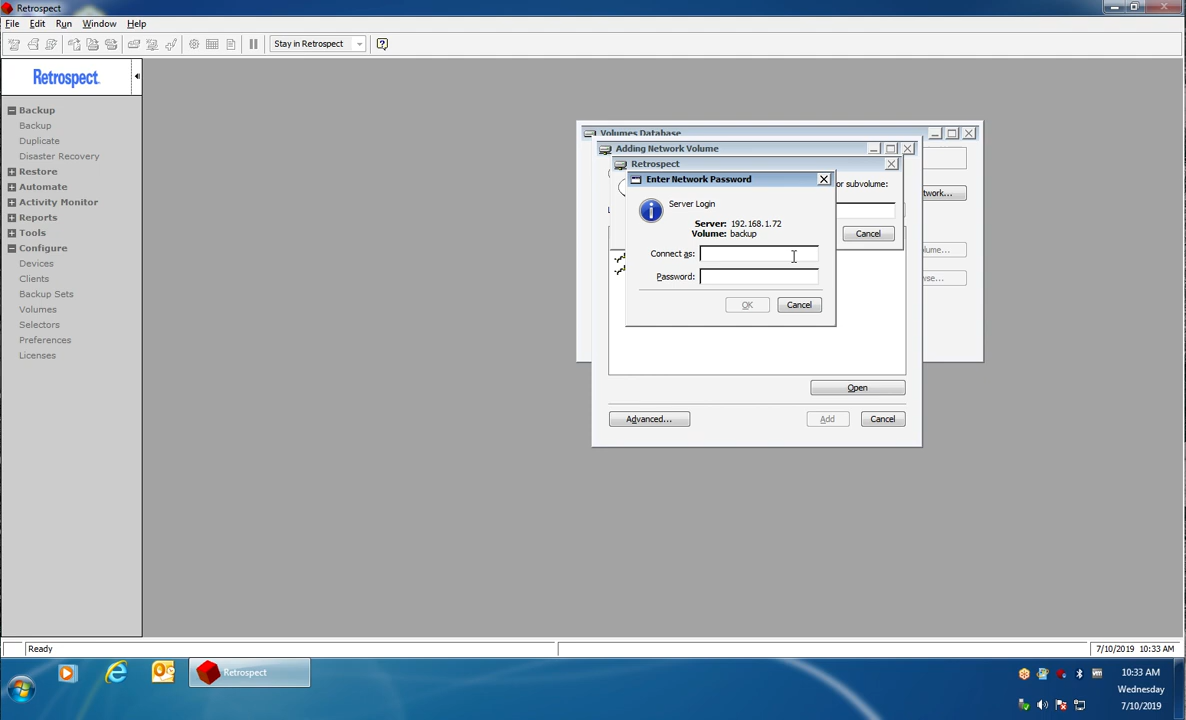 Retrospect
File Edit Run Window Help
Stay in Retrospect
Retrospect
Backup
Backup
Duplicate
Disaster Recovery
Restore
Automate
Activity Monitor
Reports
Tools
Configure
Devices
Clients
Backup Sets
Volumes
Selectors
Preferences
Licenses
Volumes Database
Adding Network Volume
Retrospect
Enter Network Password
or subvolume:
work...
Server Login
Server: 192.168.1.72
Volume: backup
Cancel
Connect as:
olume...
Password:
wse...
OK Cancel
Open
Advanced... Add Cancel
Ready 7/10/2019 10:33 AM
Retrospect
10:33 AM
Wednesday
7/10/2019